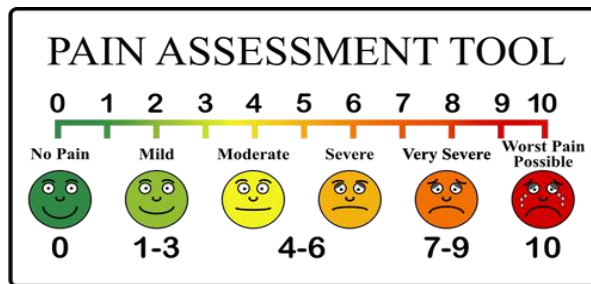 PAIN ASSESSMENT TOOL
0 1 2 3 4 5 6 7 8 9 10
No Pain Mild Moderate Severe Very Severe Worst Pain
Possible
0 1-3 4-6 7-9 10